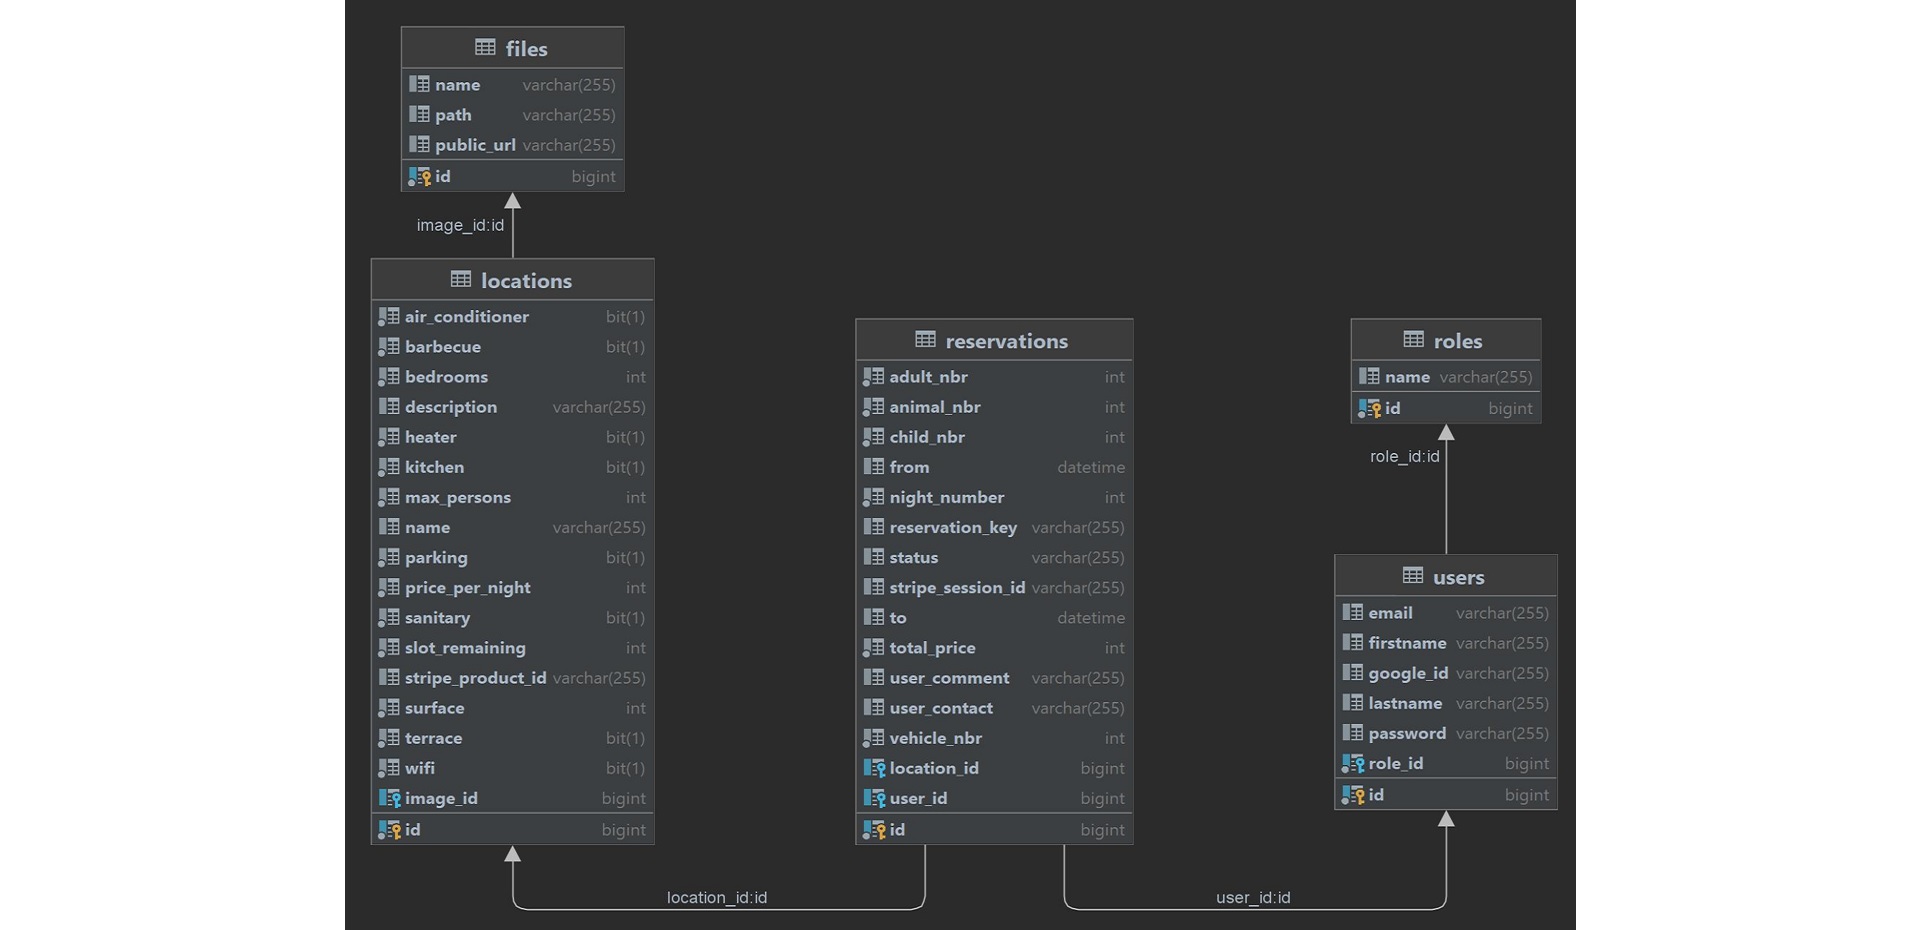 files
name varchar(255)
path varchar(255)
public_url varchar(255)
id bigint
image_id:id
locations
air_conditioner bit(1)
barbecue bit(1)
bedrooms int
description varchar(255)
heater bit(1)
kitchen bit(1)
max_persons int
name varchar(255)
parking bit(1)
price_per_night int
sanitary bit(1)
slot_remaining int
stripe_product_id varchar(255)
surface int
terrace bit(1)
wifi bit(1)
image_id bigint
id bigint
location_id:id
reservations
adult_nbr int
animal_nbr int
child_nbr int
from datetime
night_number int
reservation_key varchar(255)
status varchar(255)
stripe_session_id varchar(255)
to datetime
total_price int
user_comment varchar(255)
user_contact varchar(255)
vehicle_nbr int
location_id bigint
user_id bigint
id bigint
user_id:id
roles
name varchar(255)
id bigint
role_id:id
users
email varchar(255)
firstname varchar(255)
google_id varchar(255)
lastname varchar(255)
password varchar(255)
role_id bigint
id bigint